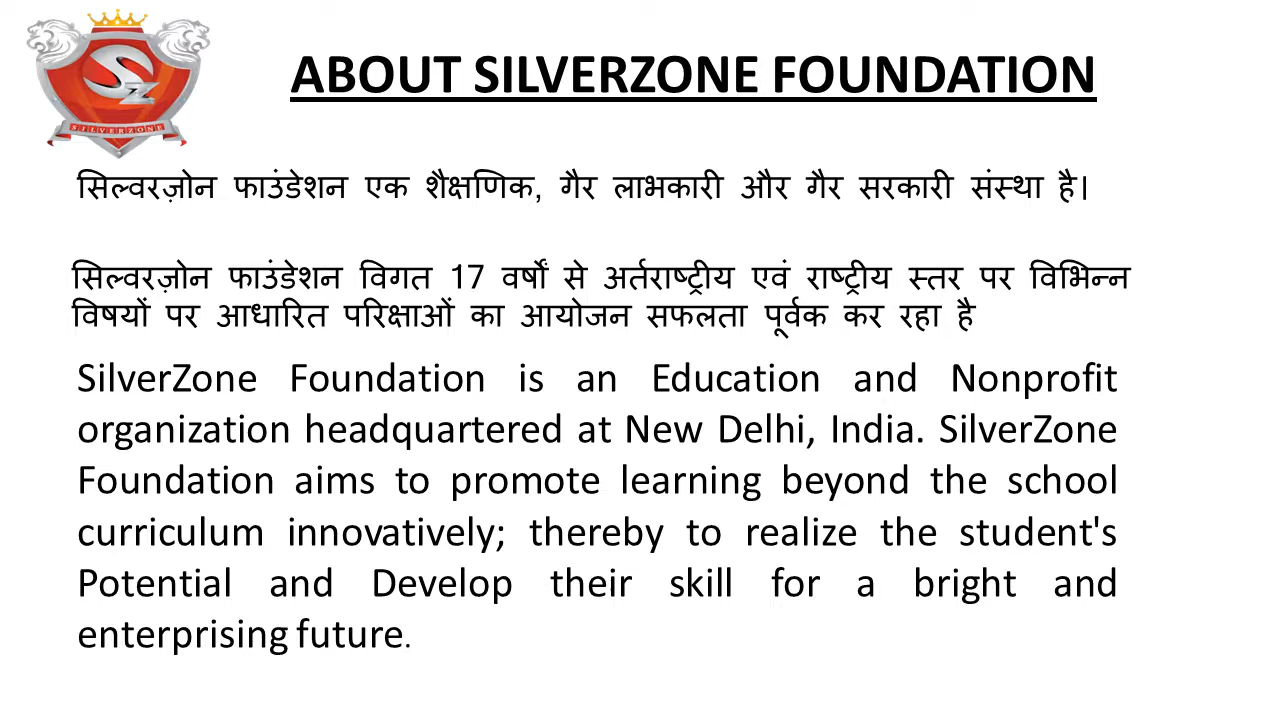 SZ
SILVERZONE
ABOUT SILVERZONE FOUNDATION
सिल्वरज़ोन फाउंडेशन एक शैक्षणिक, गैर लाभकारी और गैर सरकारी संस्था है।
सिल्वरज़ोन फाउंडेशन विगत 17 वर्षों से अर्तराष्ट्रीय एवं राष्ट्रीय स्तर पर विभिन्न
विषयों पर आधारित परिक्षाओं का आयोजन सफलता पूर्वक कर रहा है
SilverZone Foundation is an Education and Nonprofit
organization headquartered at New Delhi, India. SilverZone
Foundation aims to promote learning beyond the school
curriculum innovatively; thereby to realize the student's
Potential and Develop their skill for a bright and
enterprising future.